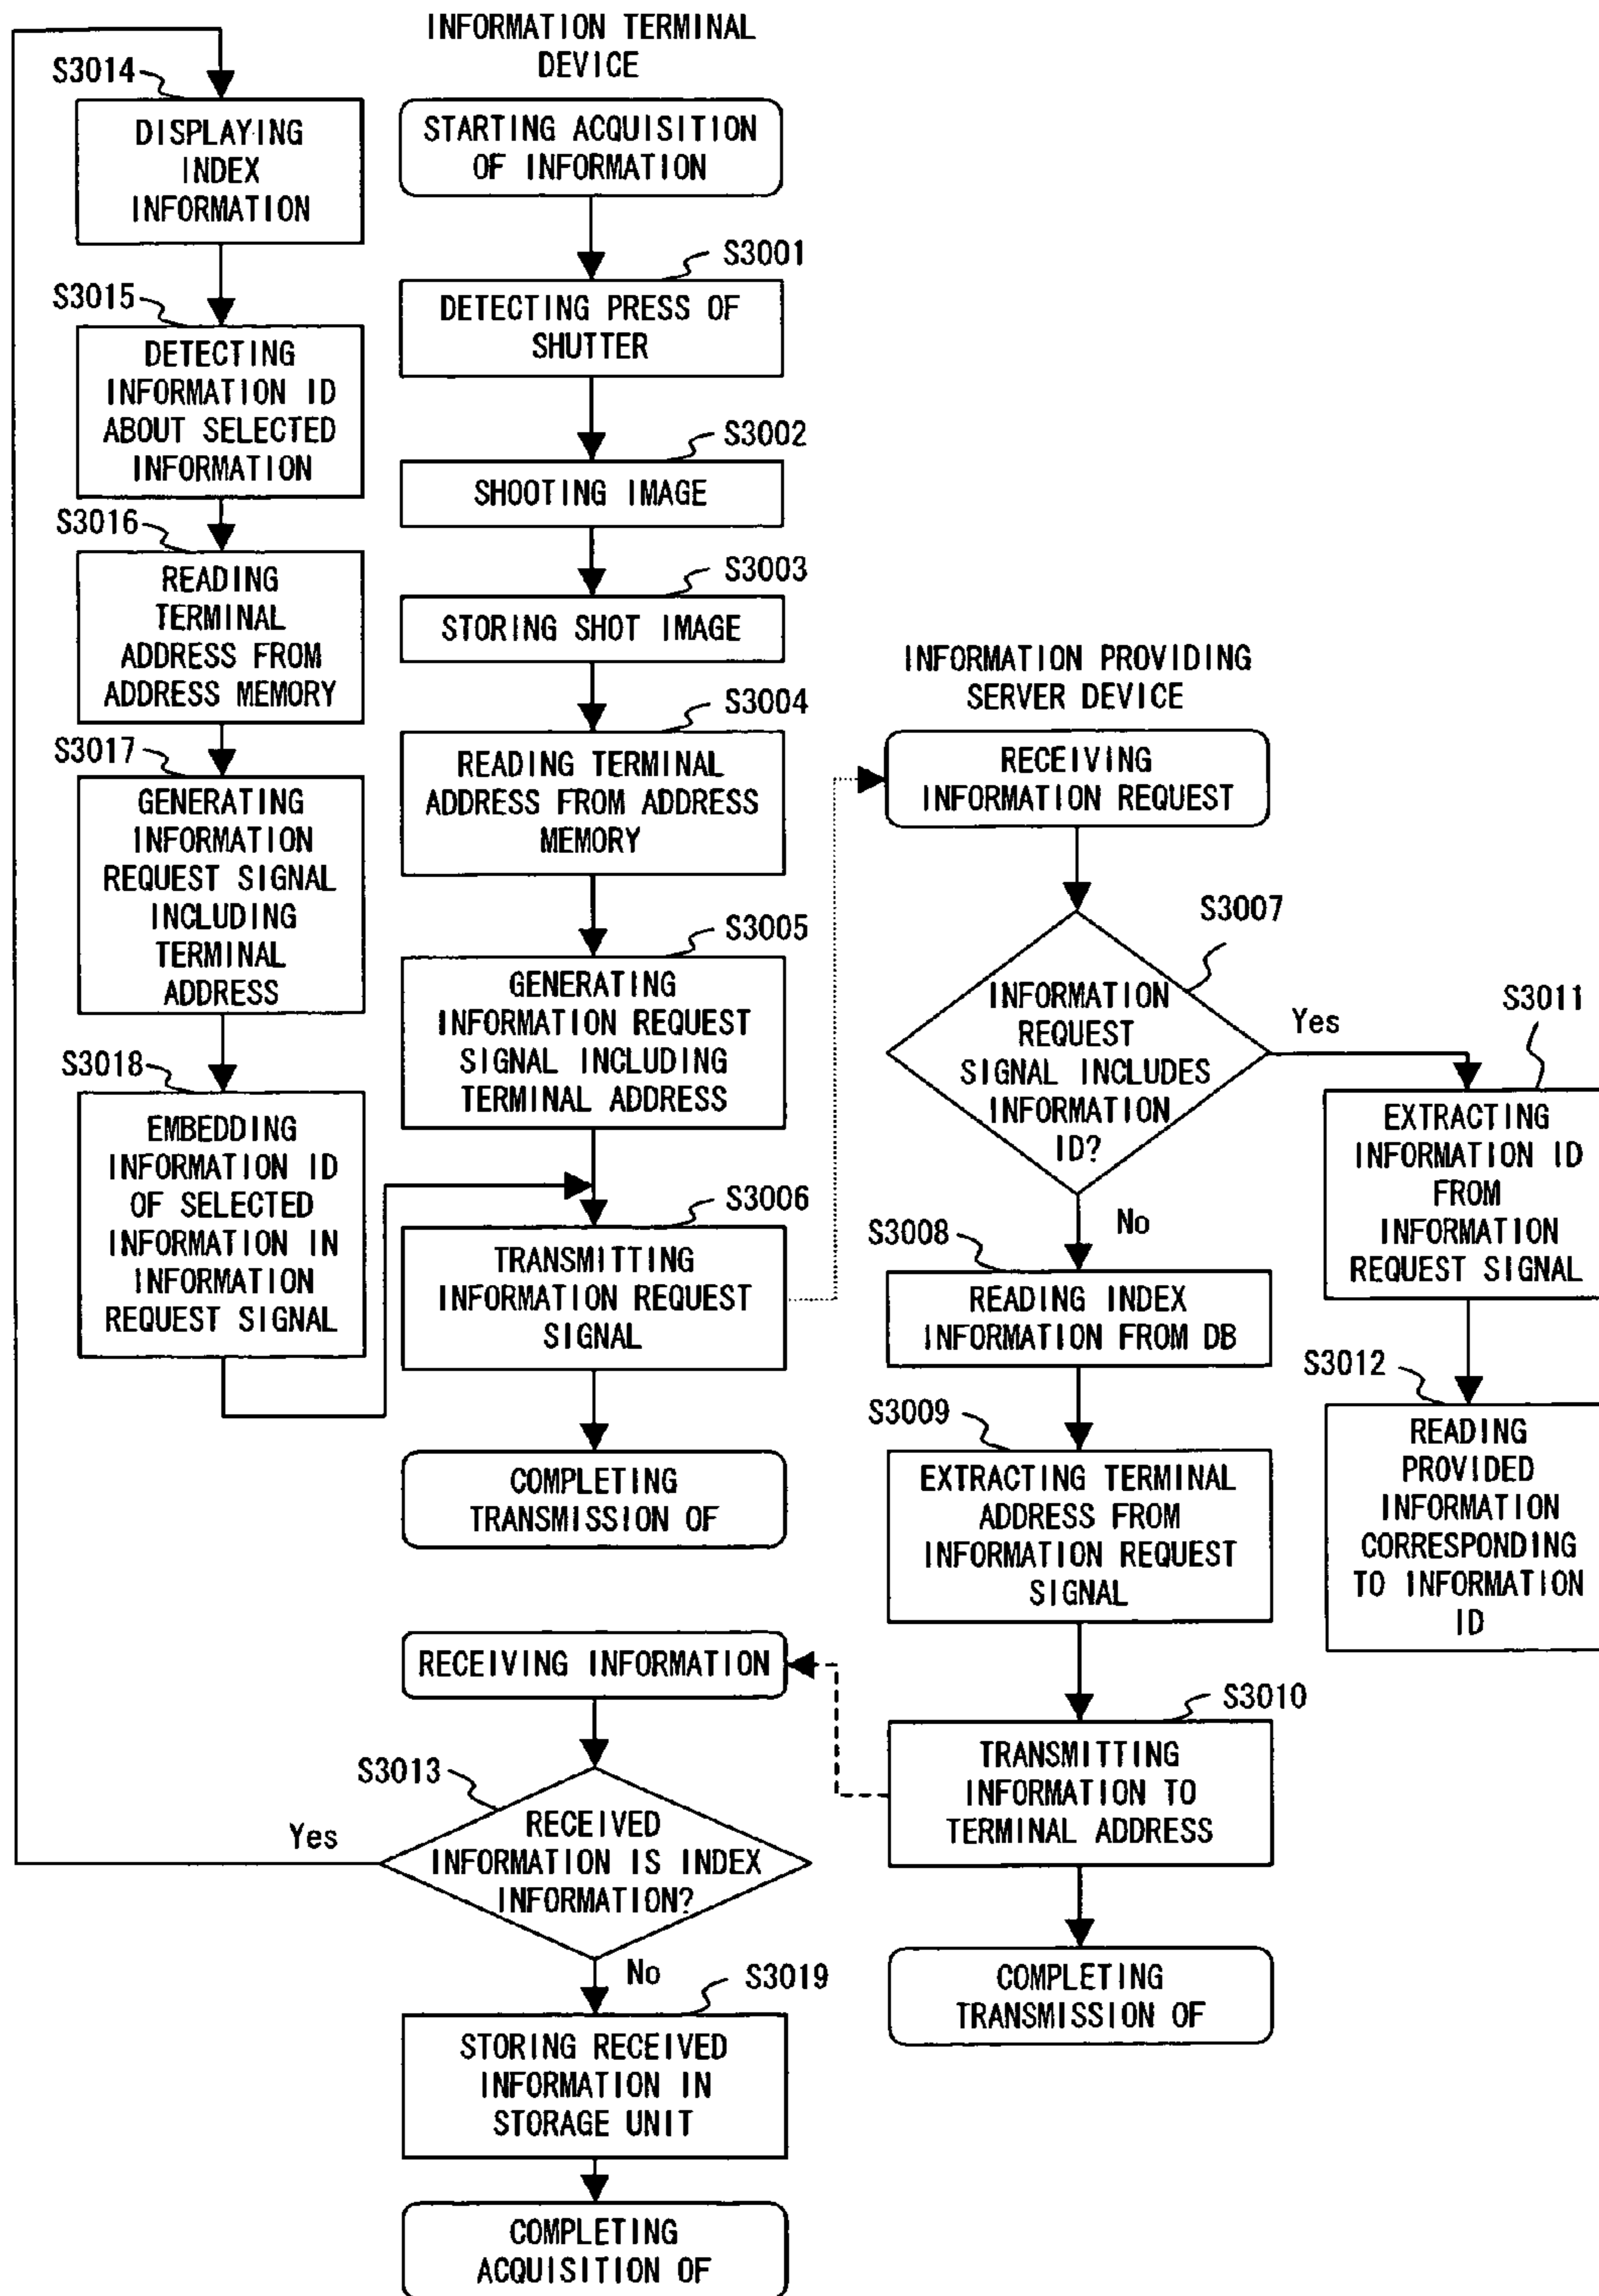 INFORMATION TERMINAL
DEVICE
S3014
DISPLAYING
INDEX
INFORMATION
S3015
DETECTING
INFORMATION ID
ABOUT SELECTED
INFORMATION
S3016
READING
TERMINAL
ADDRESS FROM
ADDRESS MEMORY
S3017
GENERATING
INFORMATION
REQUEST SIGNAL
INCLUDING
TERMINAL
ADDRESS
S3018
EMBEDDING
INFORMATION ID
OF SELECTED
INFORMATION IN
INFORMATION
REQUEST SIGNAL
STARTING ACQUISITION
OF INFORMATION
S3001
DETECTING PRESS OF
SHUTTER
S3002
SHOOTING IMAGE
S3003
STORING SHOT IMAGE
S3004
READING TERMINAL
ADDRESS FROM ADDRESS
MEMORY
S3005
GENERATING
INFORMATION REQUEST
SIGNAL INCLUDING
TERMINAL ADDRESS
S3006
TRANSMITTING
INFORMATION REQUEST
SIGNAL
COMPLETING
TRANSMISSION OF
INFORMATION PROVIDING
SERVER DEVICE
RECEIVING
INFORMATION REQUEST
S3007
INFORMATION
REQUEST
SIGNAL INCLUDES
INFORMATION
ID?
Yes
No
S3011
EXTRACTING
INFORMATION ID
FROM
INFORMATION
REQUEST SIGNAL
S3012
READING
PROVIDED
INFORMATION
CORRESPONDING
TO INFORMATION
ID
S3008
READING INDEX
INFORMATION FROM DB
S3009
EXTRACTING TERMINAL
ADDRESS FROM
INFORMATION REQUEST
SIGNAL
S3010
TRANSMITTING
INFORMATION TO
TERMINAL ADDRESS
COMPLETING
TRANSMISSION OF
RECEIVING INFORMATION
S3013
RECEIVED
INFORMATION IS INDEX
INFORMATION?
Yes
No
S3019
STORING RECEIVED
INFORMATION IN
STORAGE UNIT
COMPLETING
ACQUISITION OF